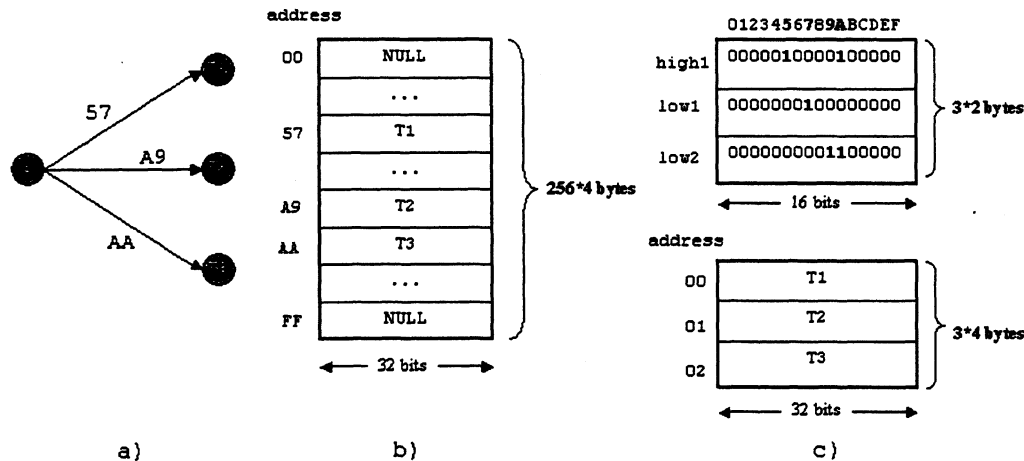 a)
57
A9
AA
b)
address
00 NULL
...
57 T1
...
A9 T2
AA T3
...
FF NULL
256*4 bytes
32 bits
c)
0123456789ABCDEF
high1 0000010000100000
low1 0000000100000000
low2 0000000001100000
3*2 bytes
16 bits
address
00 T1
01 T2
02 T3
3*4 bytes
32 bits